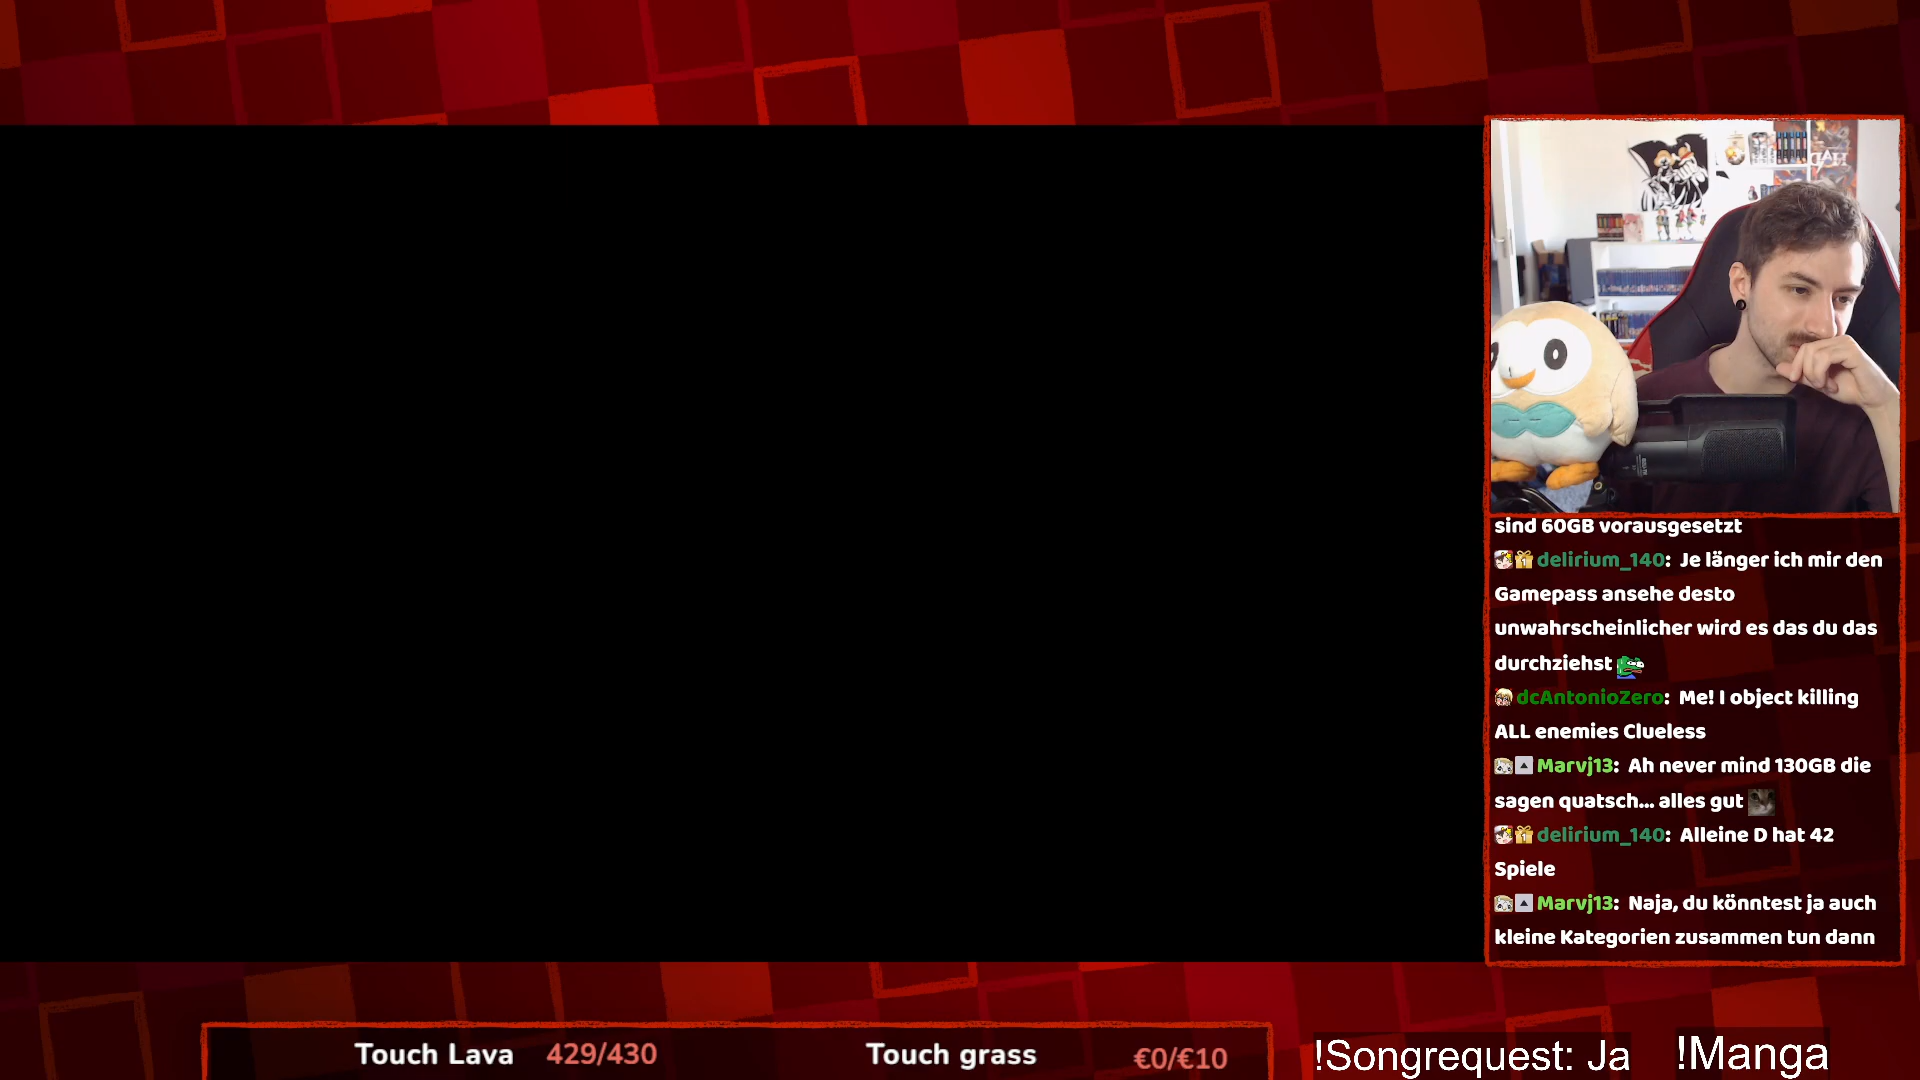 sind 60GB vorausgesetzt
delirium_140: Je länger ich mir den
Gamepass ansehe desto
unwahrscheinlicher wird es das du das
durchziehst
dcAntonioZero: Me! I object killing
ALL enemies Clueless
Marvj13: Ah never mind 130GB die
sagen quatsch... alles gut
delirium_140: Alleine D hat 42
Spiele
Marvj13: Naja, du könntest ja auch
kleine Kategorien zusammen tun dann
Touch Lava 429/430
Touch grass €0/€10
!Songrequest: Ja
!Manga